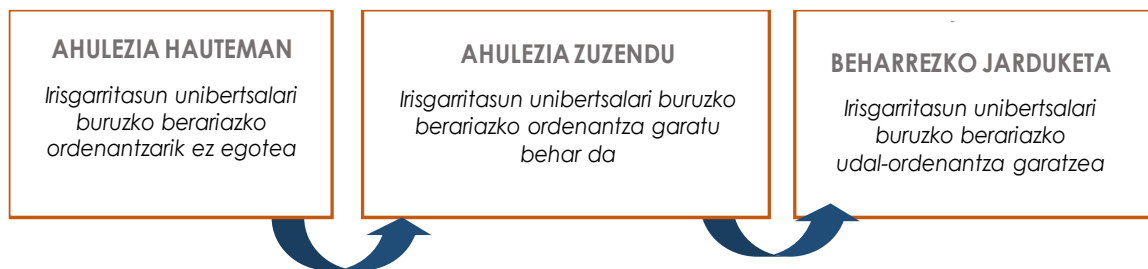 AHULEZIA HAUTEMAN
Irisgarritasun unibertsalari
buruzko berariazko
ordenantzarik ez egotea
AHULEZIA ZUZENDU
Irisgarritasun unibertsalari buruzko
berariazko ordenantza garatu
behar da
BEHARREZKO JARDUKETA
Irisgarritasun unibertsalari
buruzko berariazko
udal-ordenantza garatzea